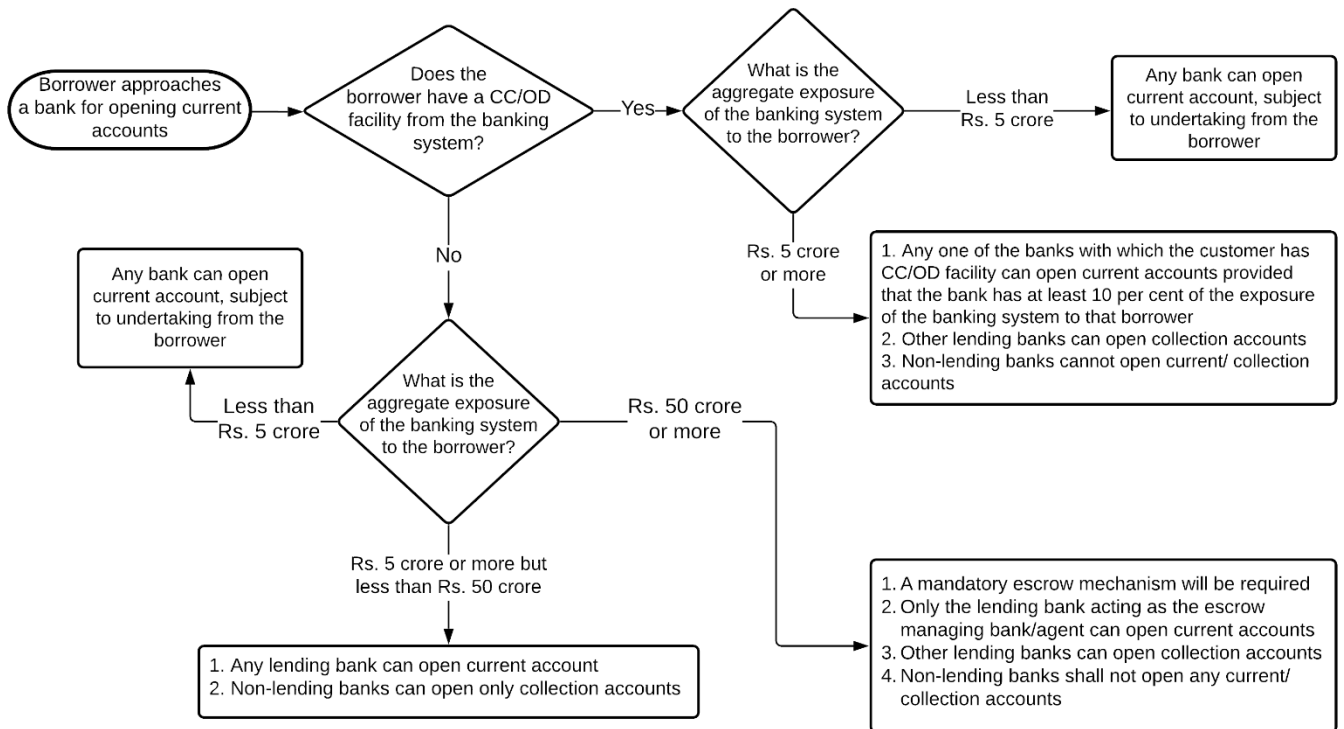 Borrower approaches
a bank for opening current
accounts
Does the
borrower have a CC/OD
facility from the banking
system?
Yes
What is the
aggregate exposure
of the banking system
to the borrower?
Less than
Rs. 5 crore
Any bank can open
current account, subject
to undertaking from the
borrower
Rs. 5 crore
or more
1. Any one of the banks with which the customer has
CC/OD facility can open current accounts provided
that the bank has at least 10 per cent of the exposure
of the banking system to that borrower
2. Other lending banks can open collection accounts
3. Non-lending banks cannot open current/ collection
accounts
No
Any bank can open
current account, subject
to undertaking from the
borrower
Less than
Rs. 5 crore
What is the
aggregate exposure
of the banking system
to the borrower?
Rs. 50 crore
or more
Rs. 5 crore or more but
less than Rs. 50 crore
1. Any lending bank can open current account
2. Non-lending banks can open only collection accounts
1. A mandatory escrow mechanism will be required
2. Only the lending bank acting as the escrow
managing bank/agent can open current accounts
3. Other lending banks can open collection accounts
4. Non-lending banks shall not open any current/
collection accounts